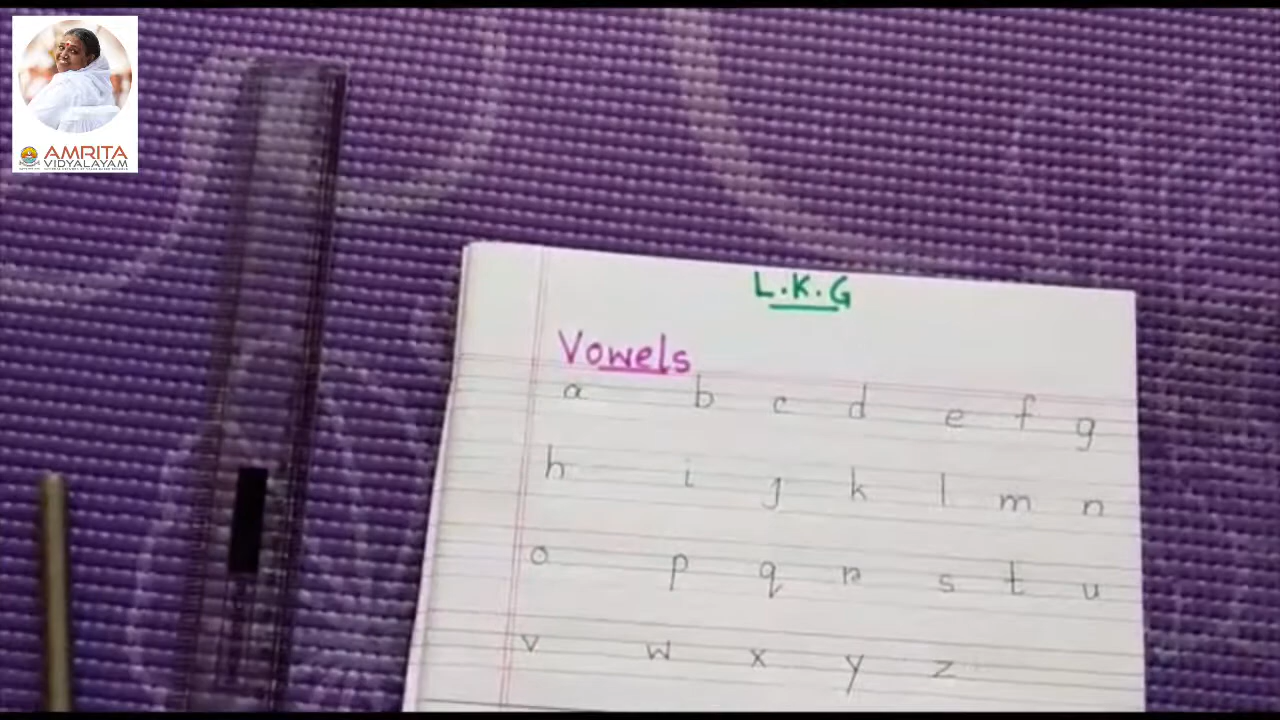 AMRITA
VIDYALAYAM
L.K.G
Vowels
a b c d e f g
h i j k l m n
o p q r s t u
v w x y z